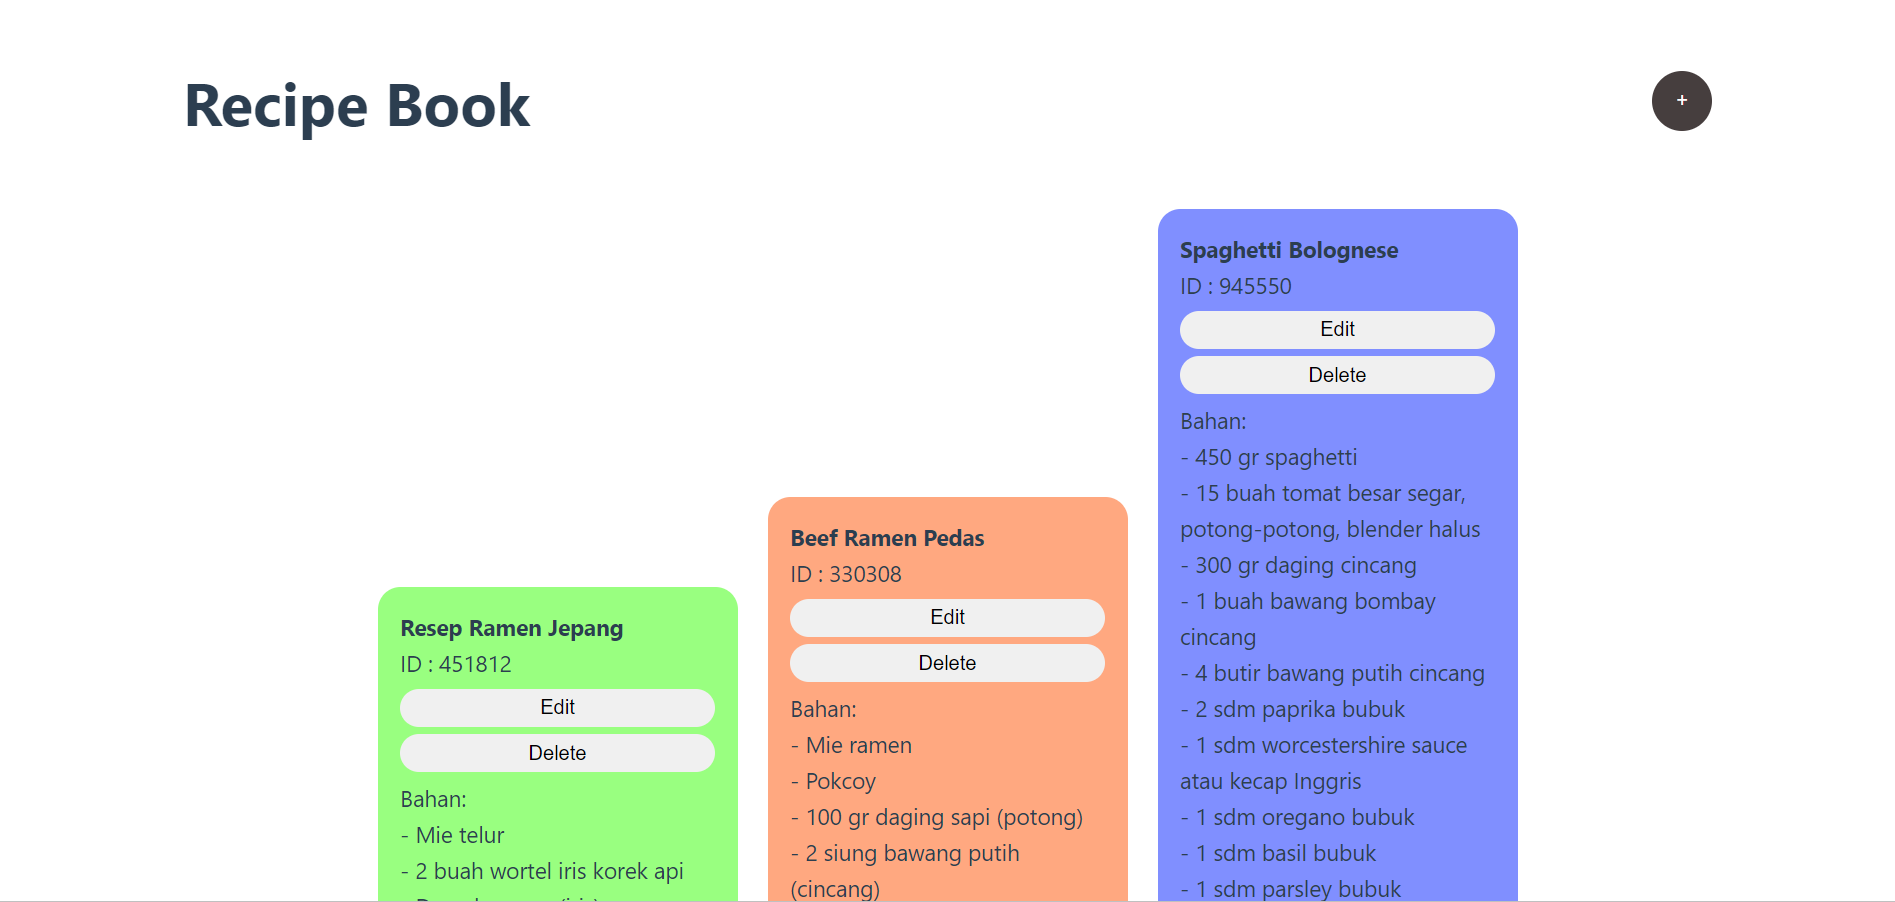 Recipe Book
+
Resep Ramen Jepang
ID : 451812
Edit
Delete
Bahan:
- Mie telur
- 2 buah wortel iris korek api
Beef Ramen Pedas
ID : 330308
Edit
Delete
Bahan:
- Mie ramen
- Pokcoy
- 100 gr daging sapi (potong)
- 2 siung bawang putih
(cincang)
Spaghetti Bolognese
ID : 945550
Edit
Delete
Bahan:
- 450 gr spaghetti
- 15 buah tomat besar segar,
potong-potong, blender halus
- 300 gr daging cincang
- 1 buah bawang bombay
cincang
- 4 butir bawang putih cincang
- 2 sdm paprika bubuk
- 1 sdm worcestershire sauce
atau kecap Inggris
- 1 sdm oregano bubuk
- 1 sdm basil bubuk
- 1 sdm parsley bubuk